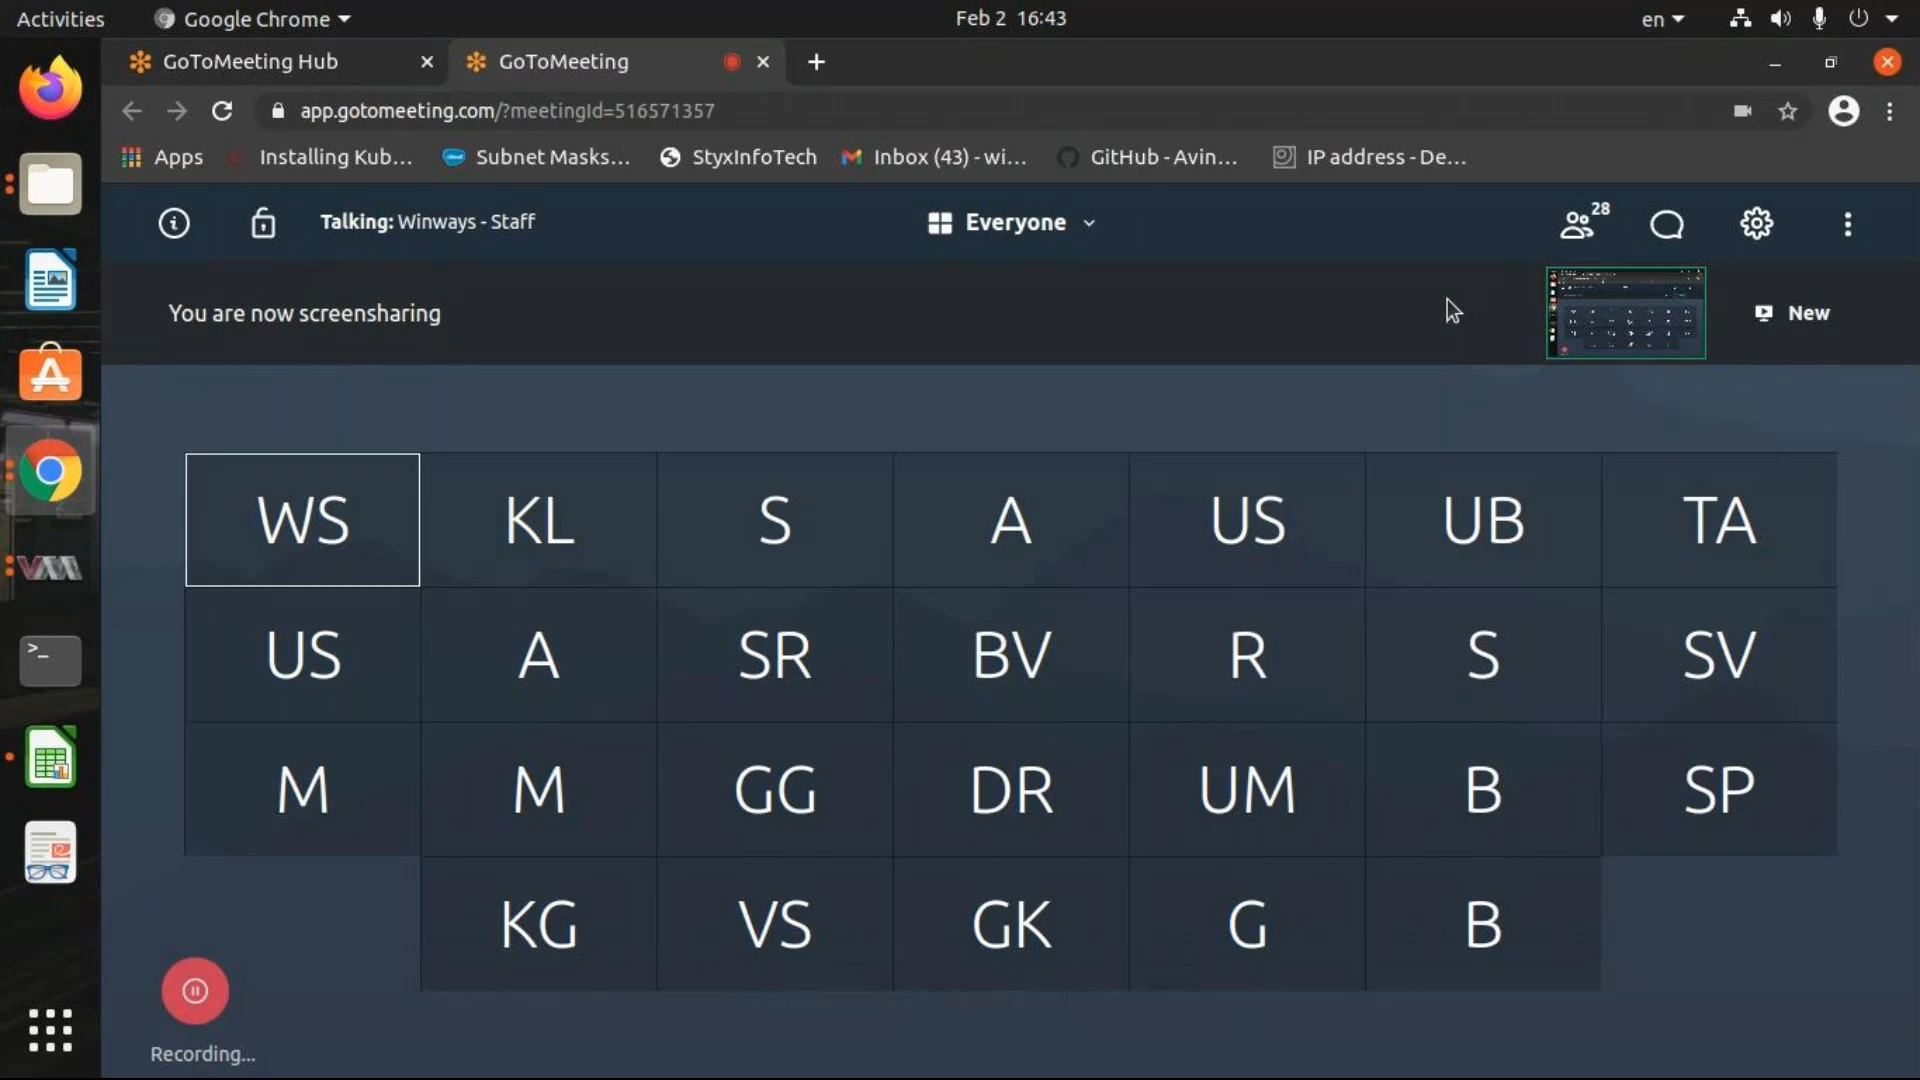 Activities Google Chrome Feb 2 16:43 en
GoToMeeting Hub GoToMeeting
app.gotomeeting.com/?meetingId=516571357
Apps Installing Kub... Subnet Masks... StyxInfoTech Inbox (43) - wi... GitHub - Avin... IP address - De...
Talking: Winways - Staff Everyone 28
You are now screensharing New
WS KL S A US UB TA
US A SR BV R S SV
M M GG DR UM B SP
KG VS GK G B
Recording...